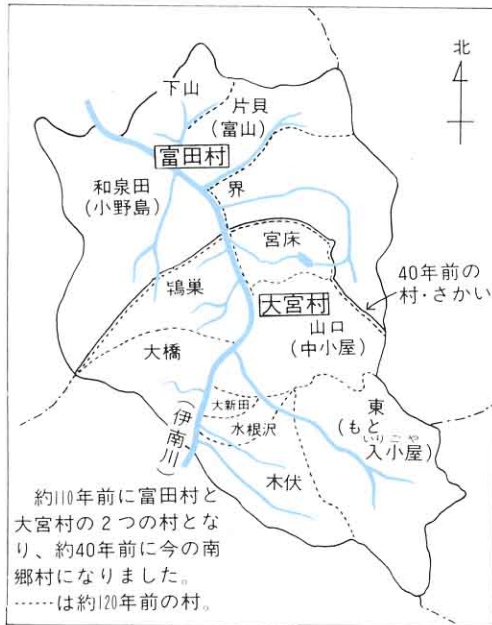 北
下山
片貝
(富山)
富田村
和泉田
(小野島)
界
宮床
40年前の
村・さかい
鴇巣
大宮村
山口
(中小屋)
大橋
大新田
水根沢
東
(もと
いりごや
入小屋)
(伊南川)
木伏
約110年前に富田村と
大宮村の2つの村とな
り、約40年前に今の南
郷村になりました。
------は約120年前の村。